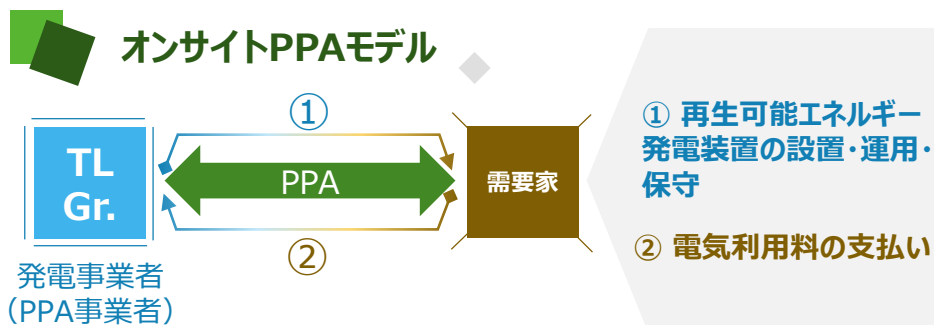 オンサイトPPAモデル
①
TL
Gr.
PPA
需要家
②
発電事業者
（PPA事業者）
① 再生可能エネルギー
発電装置の設置・運用・
保守
② 電気利用料の支払い